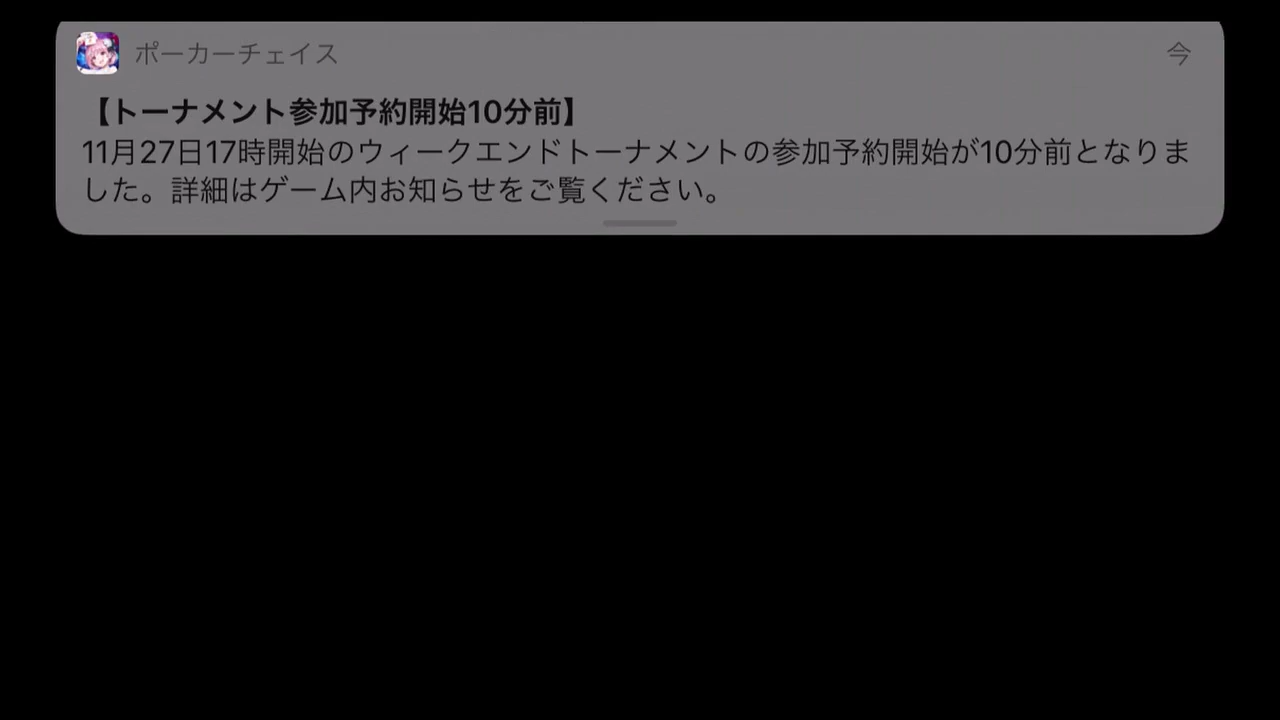 ポーカーチェイス
今
【トーナメント参加予約開始10分前】
11月27日17時開始のウィークエンドトーナメントの参加予約開始が10分前となりま
した。詳細はゲーム内お知らせをご覧ください。